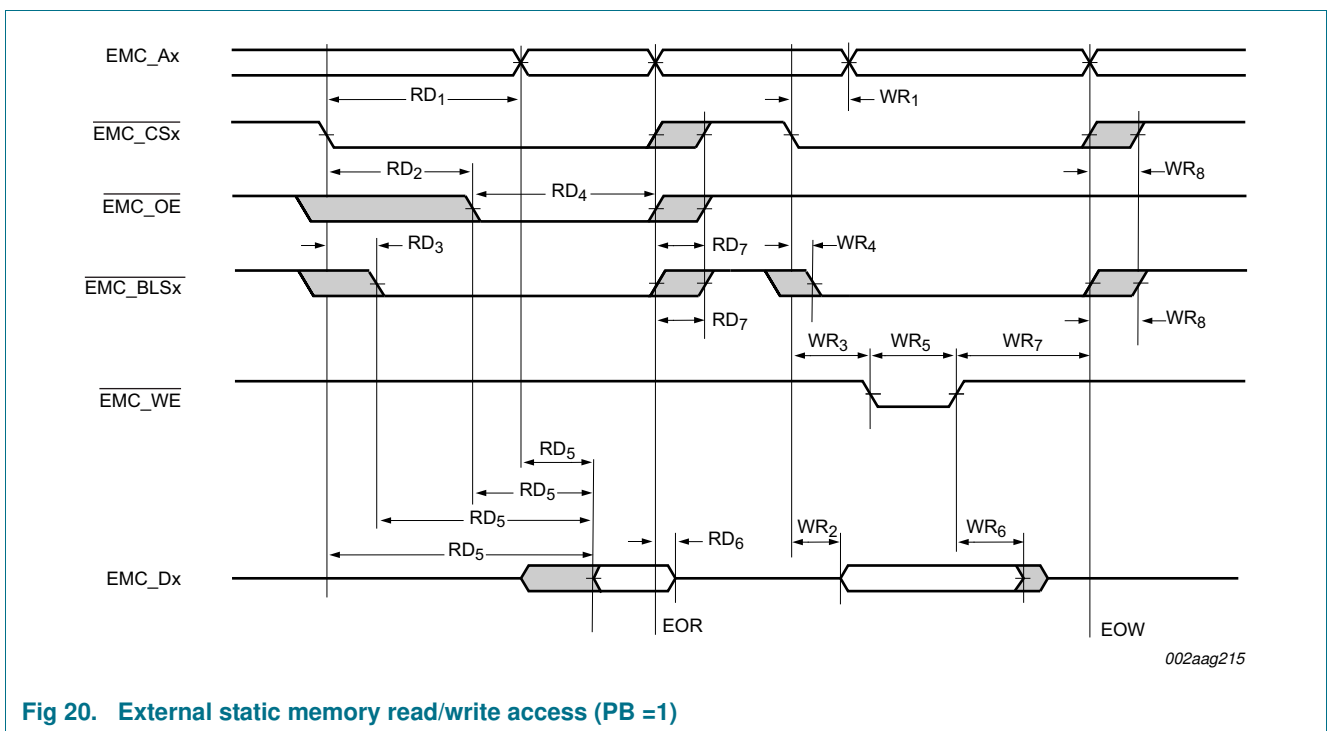 EMC_Ax
RD1
WR1
EMC_CSx
RD2
WR8
RD4
EMC_OE
RD3
RD7
WR4
EMC_BLSx
RD7
WR8
WR3
WR5
WR7
EMC_WE
RD5
RD5
RD5
WR2
WR6
RD5
RD6
EMC_Dx
EOR
EOW
002aag215
Fig 20. External static memory read/write access (PB =1)